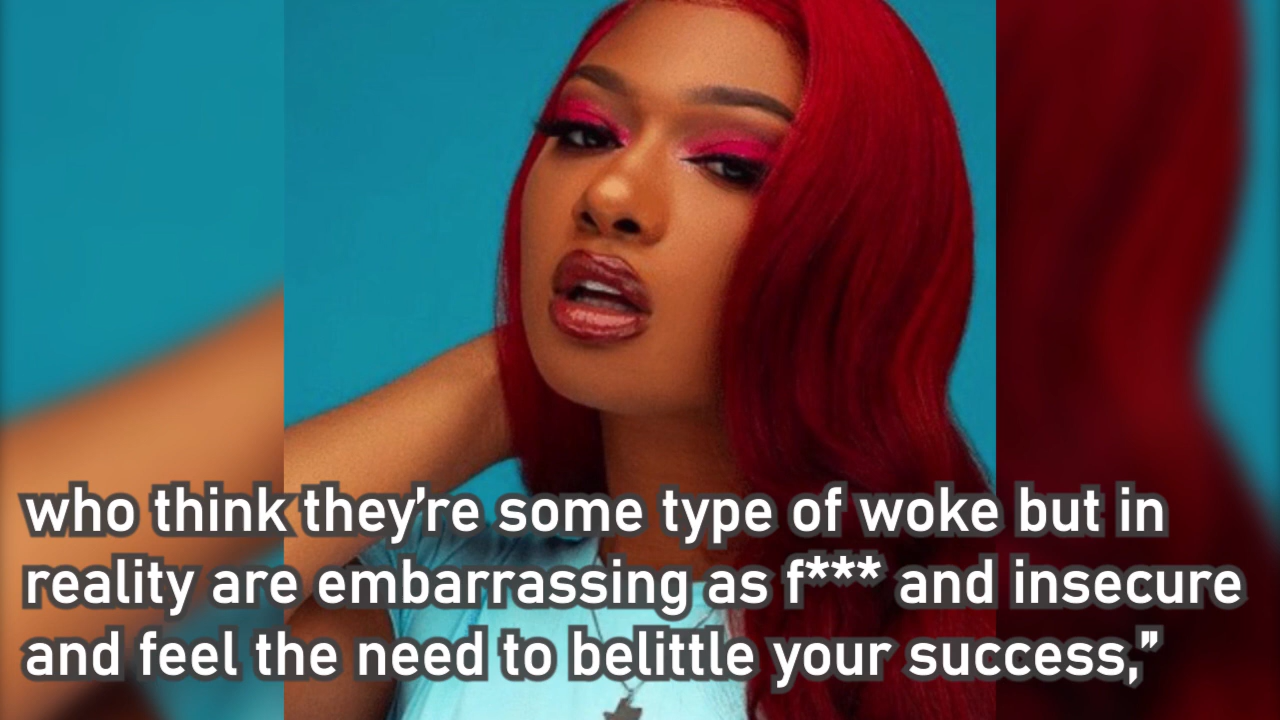 who think they’re some type of woke but in
reality are embarrassing as f*** and insecure
and feel the need to belittle your success,”